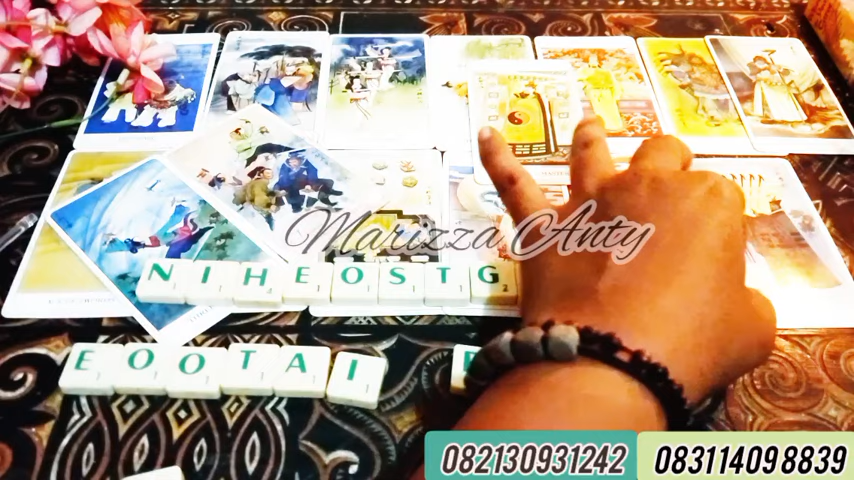 Marizza Anty
NIHEOSTG
EOOTAI
082130931242
083114098839